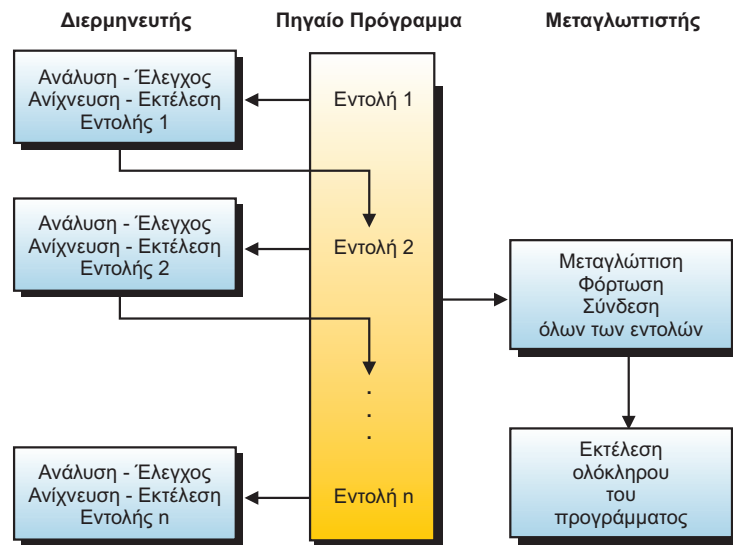 Διερμηνευτής
Πηγαίο Πρόγραμμα
Μεταγλωττιστής
Ανάλυση - Έλεγχος
Ανίχνευση - Εκτέλεση
Εντολής 1
Εντολή 1
Ανάλυση - Έλεγχος
Ανίχνευση - Εκτέλεση
Εντολής 2
Εντολή 2
Μεταγλώττιση
Φόρτωση
Σύνδεση
όλων των εντολών
.
.
.
Ανάλυση - Έλεγχος
Ανίχνευση - Εκτέλεση
Εντολής n
Εντολή n
Εκτέλεση
ολόκληρου
του
προγράμματος